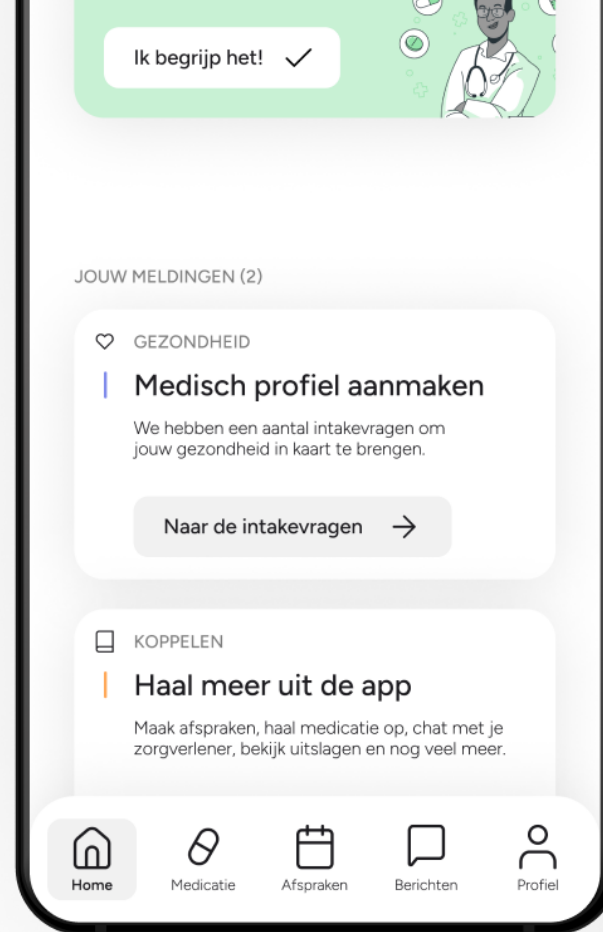 Ik begrijp het!
JOUW MELDINGEN (2)
GEZONDHEID
Medisch profiel aanmaken
We hebben een aantal intakevragen om
jouw gezondheid in kaart te brengen.
Naar de intakevragen
KOPPELEN
Haal meer uit de app
Maak afspraken, haal medicatie op, chat met je
zorgverlener, bekijk uitslagen en nog veel meer.
Home
Medicatie
Afspraken
Berichten
Profiel